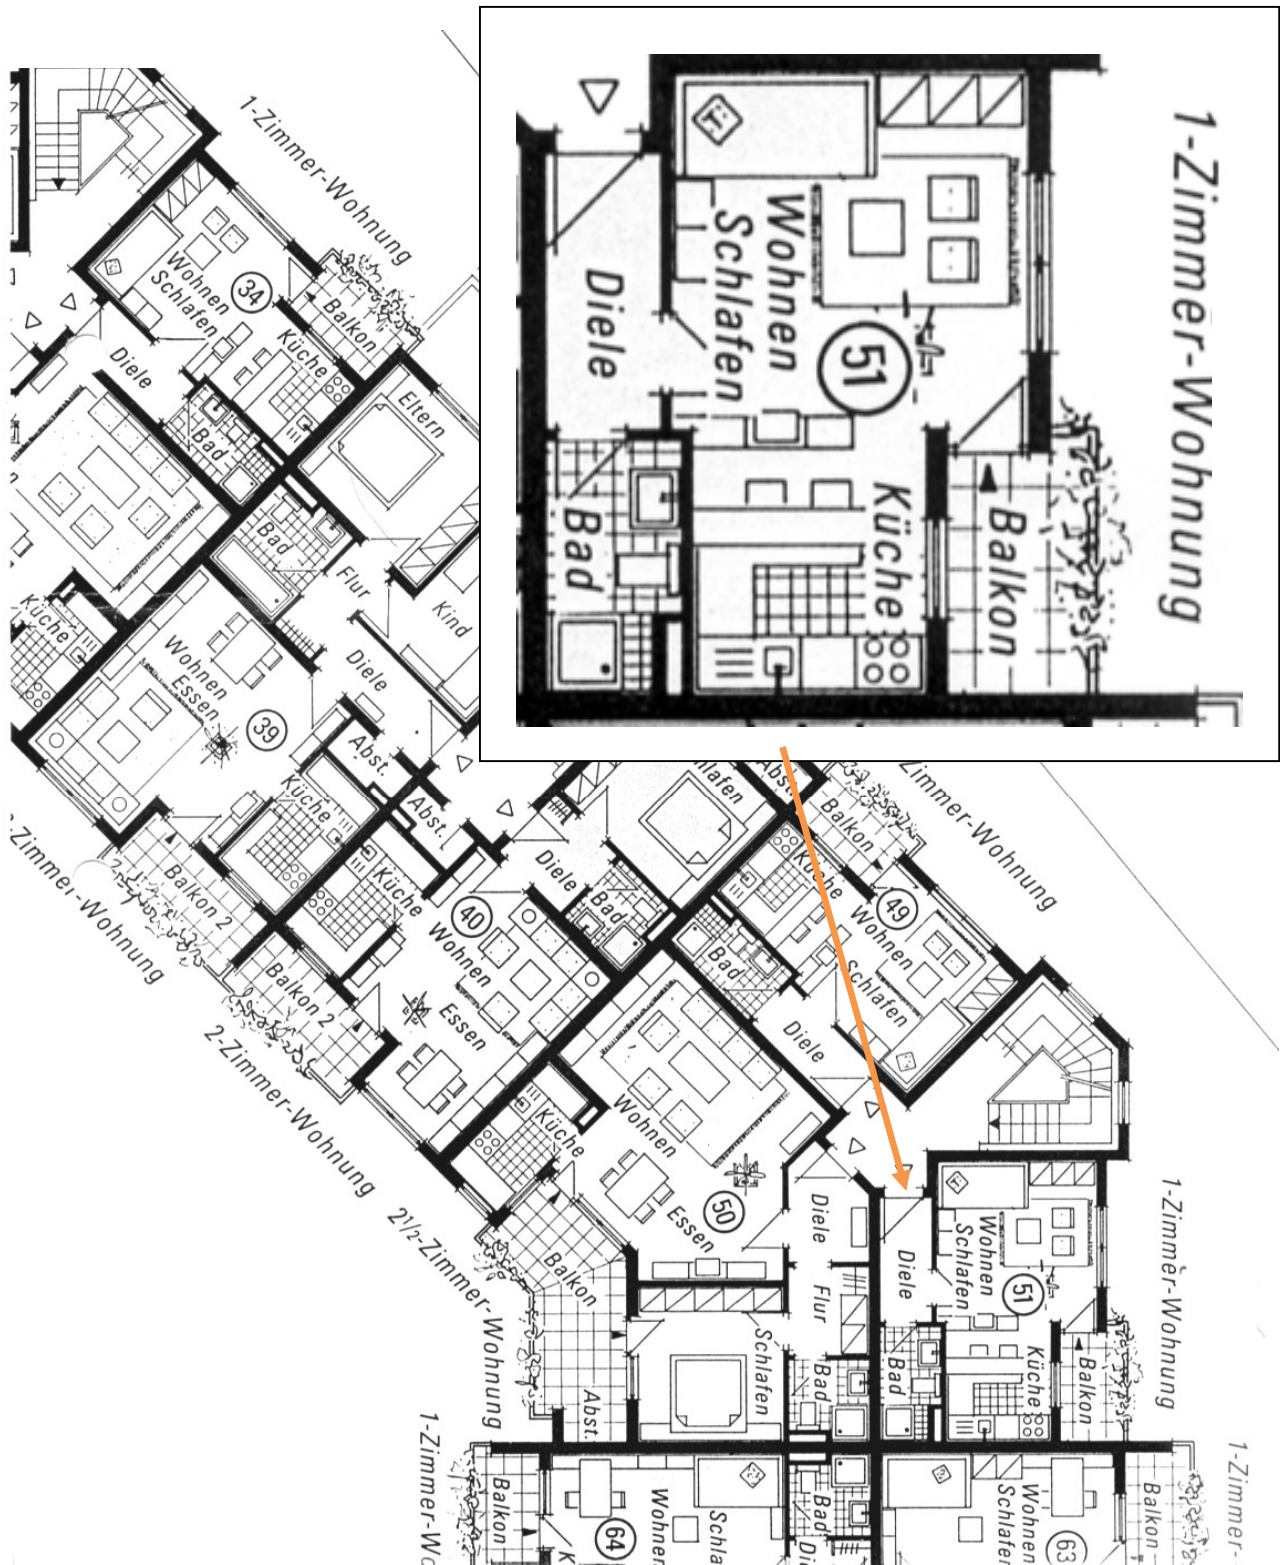 1-Zimmer-Wohnung
Wohnen
Schlafen
34
Balkon
Küche
Diele
Bad
Eltern
Bad
Flur
Kind
Küche
Wohnen
Essen
Diele
39
Abst.
Küche
Abst.
Balkon 2
Zimmer-Wohnung
Küche
40
Wohnen
Essen
Balkon 2
2-Zimmer-Wohnung
Diele
Bad
Abst.
Balkon
Zimmer-Wohnung
Küche
49
Wohnen
Schlafen
Bad
Diele
Küche
Wohnen
Essen
50
Diele
Flur
Balkon
2½-Zimmer-Wohnung
Schlafen
Bad
Abst.
Diele
Wohnen
Schlafen
51
Küche
Bad
Balkon
1-Zimmer-Wohnung
Balkon
64
Wohnen
Bad
Wohnen
Schlafen
63
Balkon
1-Zimmer-
Diele
Wohnen
Schlafen
51
Bad
Küche
Balkon
1-Zimmer-Wohnung